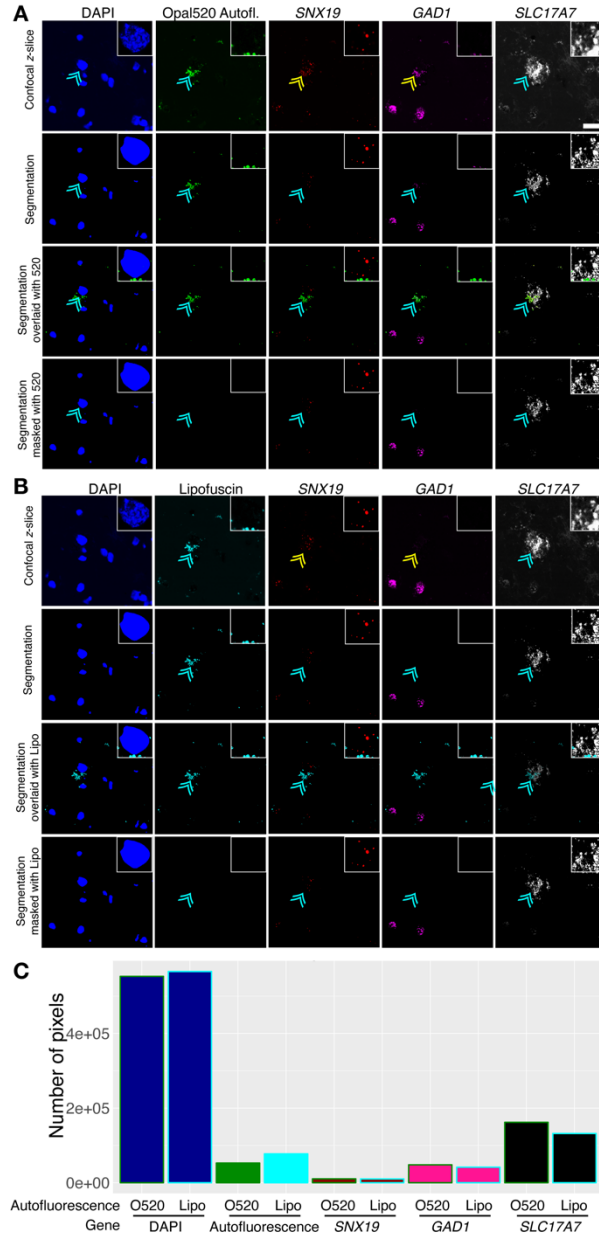 A
DAPI Opal520 Autofl. SNX19 GAD1 SLC17A7
Confocal z-slice
Segmentation
Segmentation
overlaid with 520
Segmentation
masked with 520
B
DAPI Lipofuscin SNX19 GAD1 SLC17A7
Confocal z-slice
Segmentation
Segmentation
overlaid with Lipo
Segmentation
masked with Lipo
C
Number of pixels
4e+05
2e+05
0e+00
Autofluorescence O520 Lipo O520 Lipo O520 Lipo O520 Lipo O520 Lipo
Gene DAPI Autofluorescence SNX19 GAD1 SLC17A7